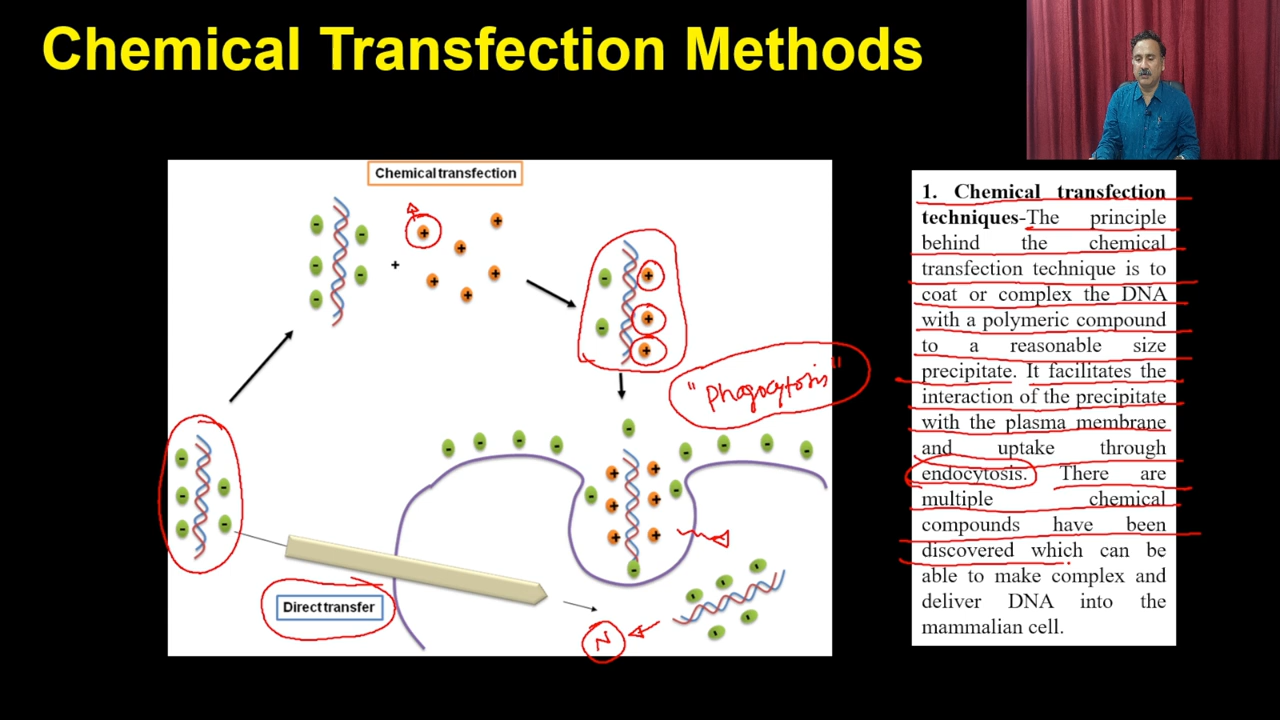 Chemical Transfection Methods
Chemical transfection
"Phagocytosis"
Direct transfer
N
1. Chemical transfection
techniques-The principle
behind the chemical
transfection technique is to
coat or complex the DNA
with a polymeric compound
to a reasonable size
precipitate. It facilitates the
interaction of the precipitate
with the plasma membrane
and uptake through
endocytosis. There are
multiple chemical
compounds have been
discovered which can be
able to make complex and
deliver DNA into the
mammalian cell.